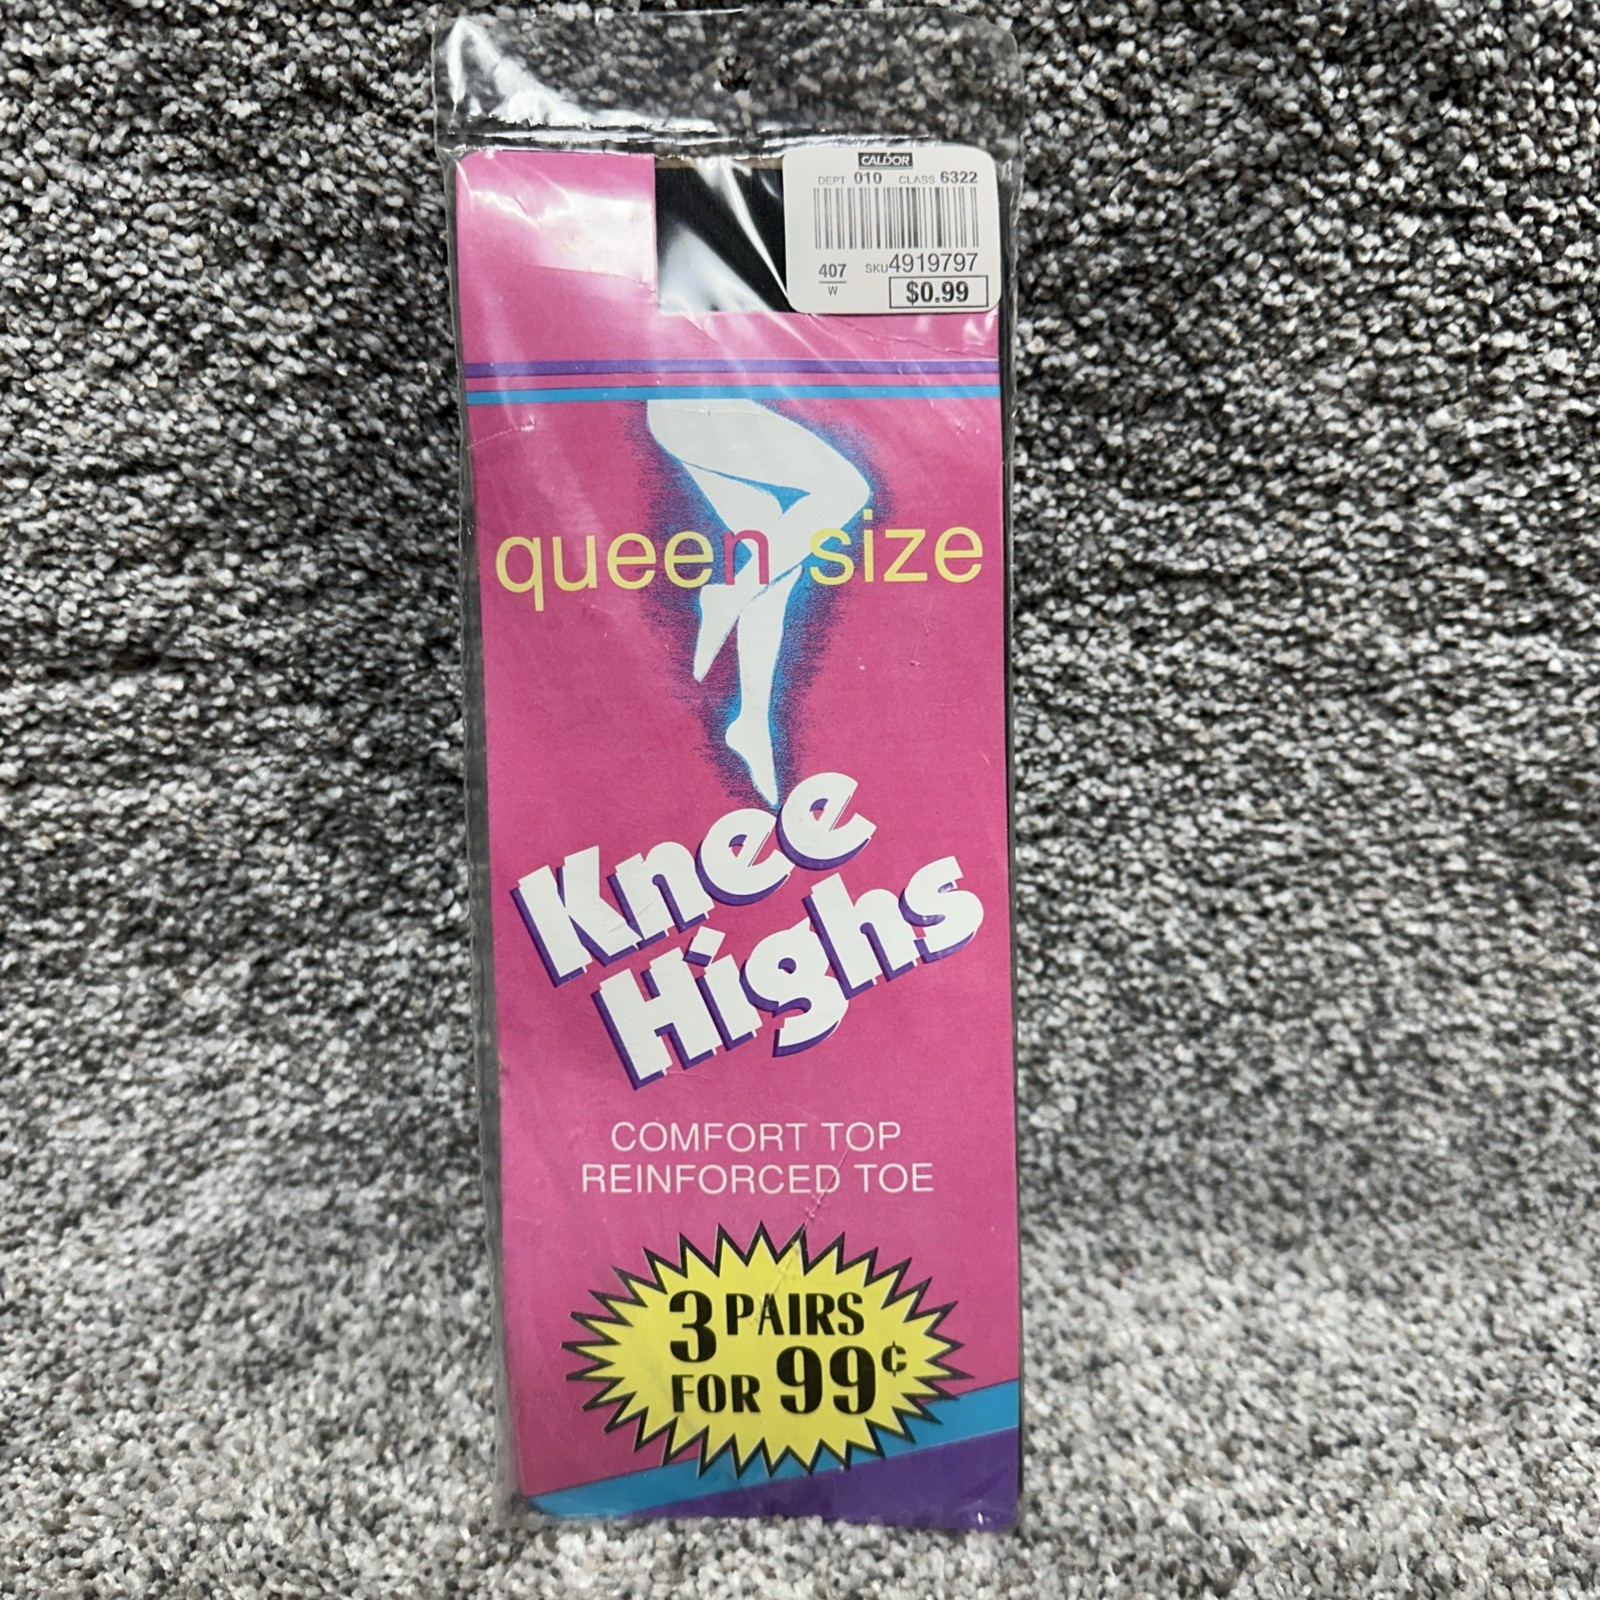 CALDOR
DEPT 010 CLASS 6322
407 SKU4919797
W $0.99
queen size
Knee
Highs
COMFORT TOP
REINFORCED TOE
3 PAIRS
FOR 99¢